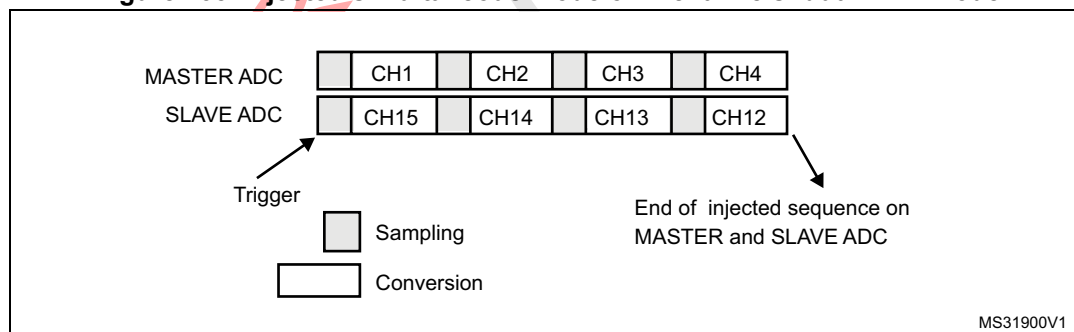 MASTER ADC CH1 CH2 CH3 CH4
SLAVE ADC CH15 CH14 CH13 CH12
Trigger
End of injected sequence on
MASTER and SLAVE ADC
Sampling
Conversion
MS31900V1